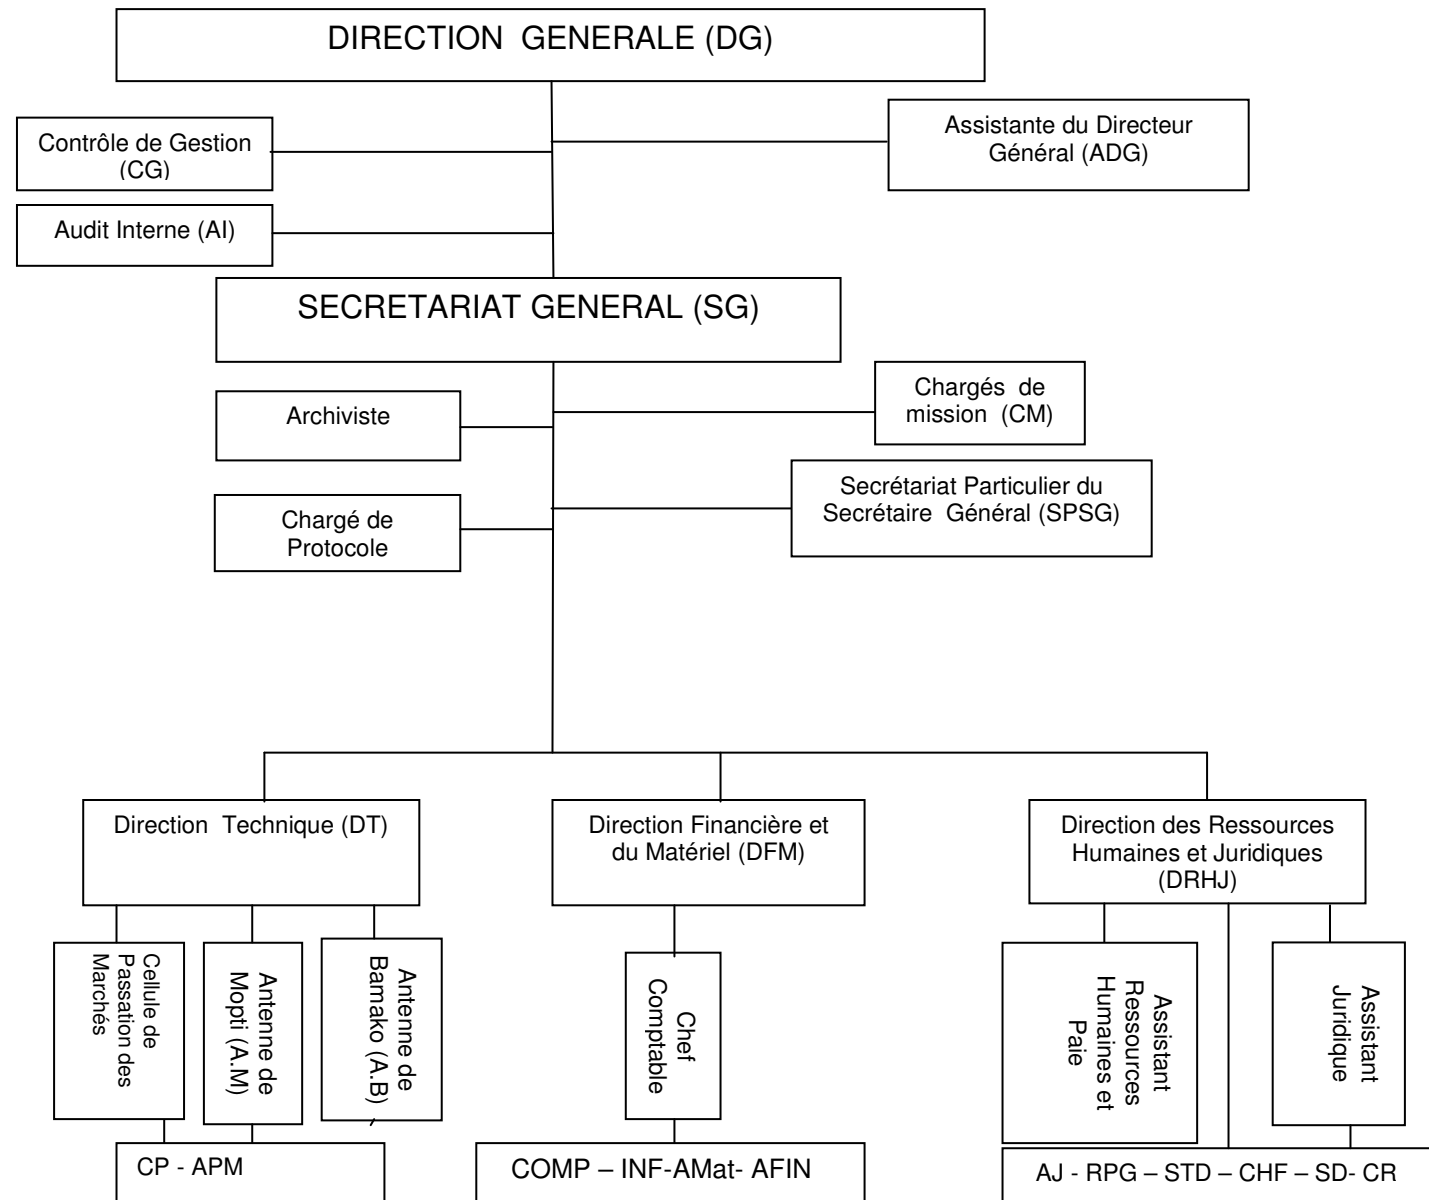 DIRECTION GENERALE (DG)
Contrôle de Gestion
(CG)
Assistante du Directeur
Général (ADG)
Audit Interne (AI)
SECRETARIAT GENERAL (SG)
Archiviste
Chargés de
mission (CM)
Secrétariat Particulier du
Secrétaire Général (SPSG)
Chargé de
Protocole
Direction Technique (DT)
Direction Financière et
du Matériel (DFM)
Direction des Ressources
Humaines et Juridiques
(DRHJ)
Cellule de
Passation des
Marchés
Antenne de
Mopti (A.M)
Antenne de
Bamako (A.B)
Chef
Comptable
Assistant
Ressources
Humaines et
Paie
Assistant
Juridique
CP - APM
COMP – INF-AMat- AFIN
AJ - RPG – STD – CHF – SD- CR